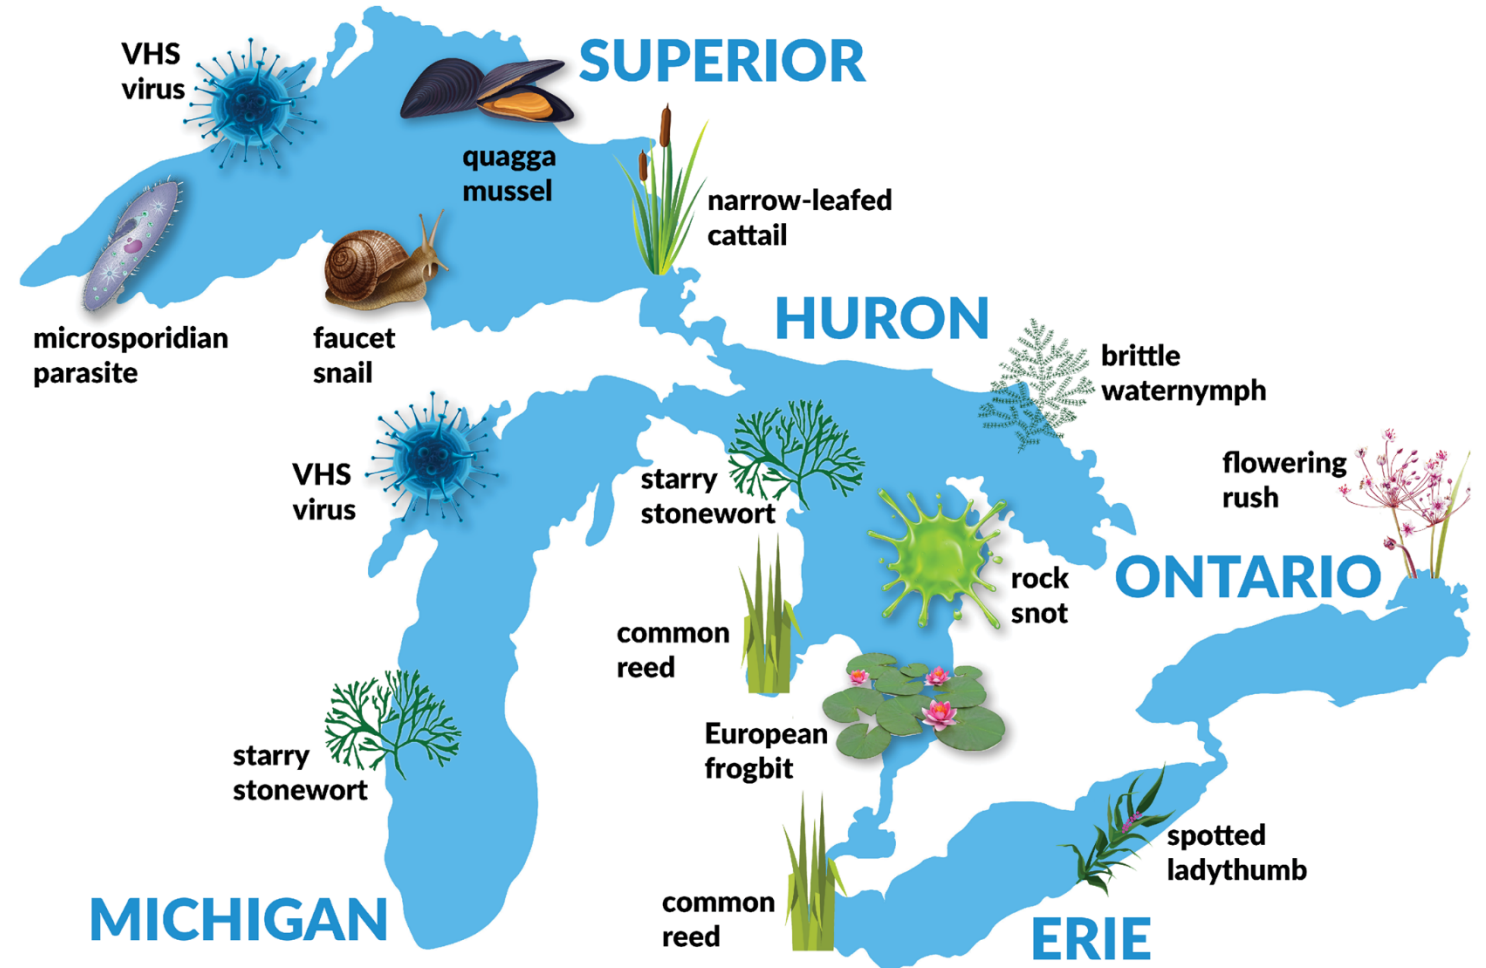 VHS
virus
SUPERIOR
quagga
mussel
narrow-leafed
cattail
microsporidian
parasite
faucet
snail
HURON
brittle
waternymph
VHS
virus
starry
stonewort
flowering
rush
rock
snot
ONTARIO
common
reed
European
frogbit
starry
stonewort
spotted
ladythumb
common
reed
MICHIGAN
ERIE